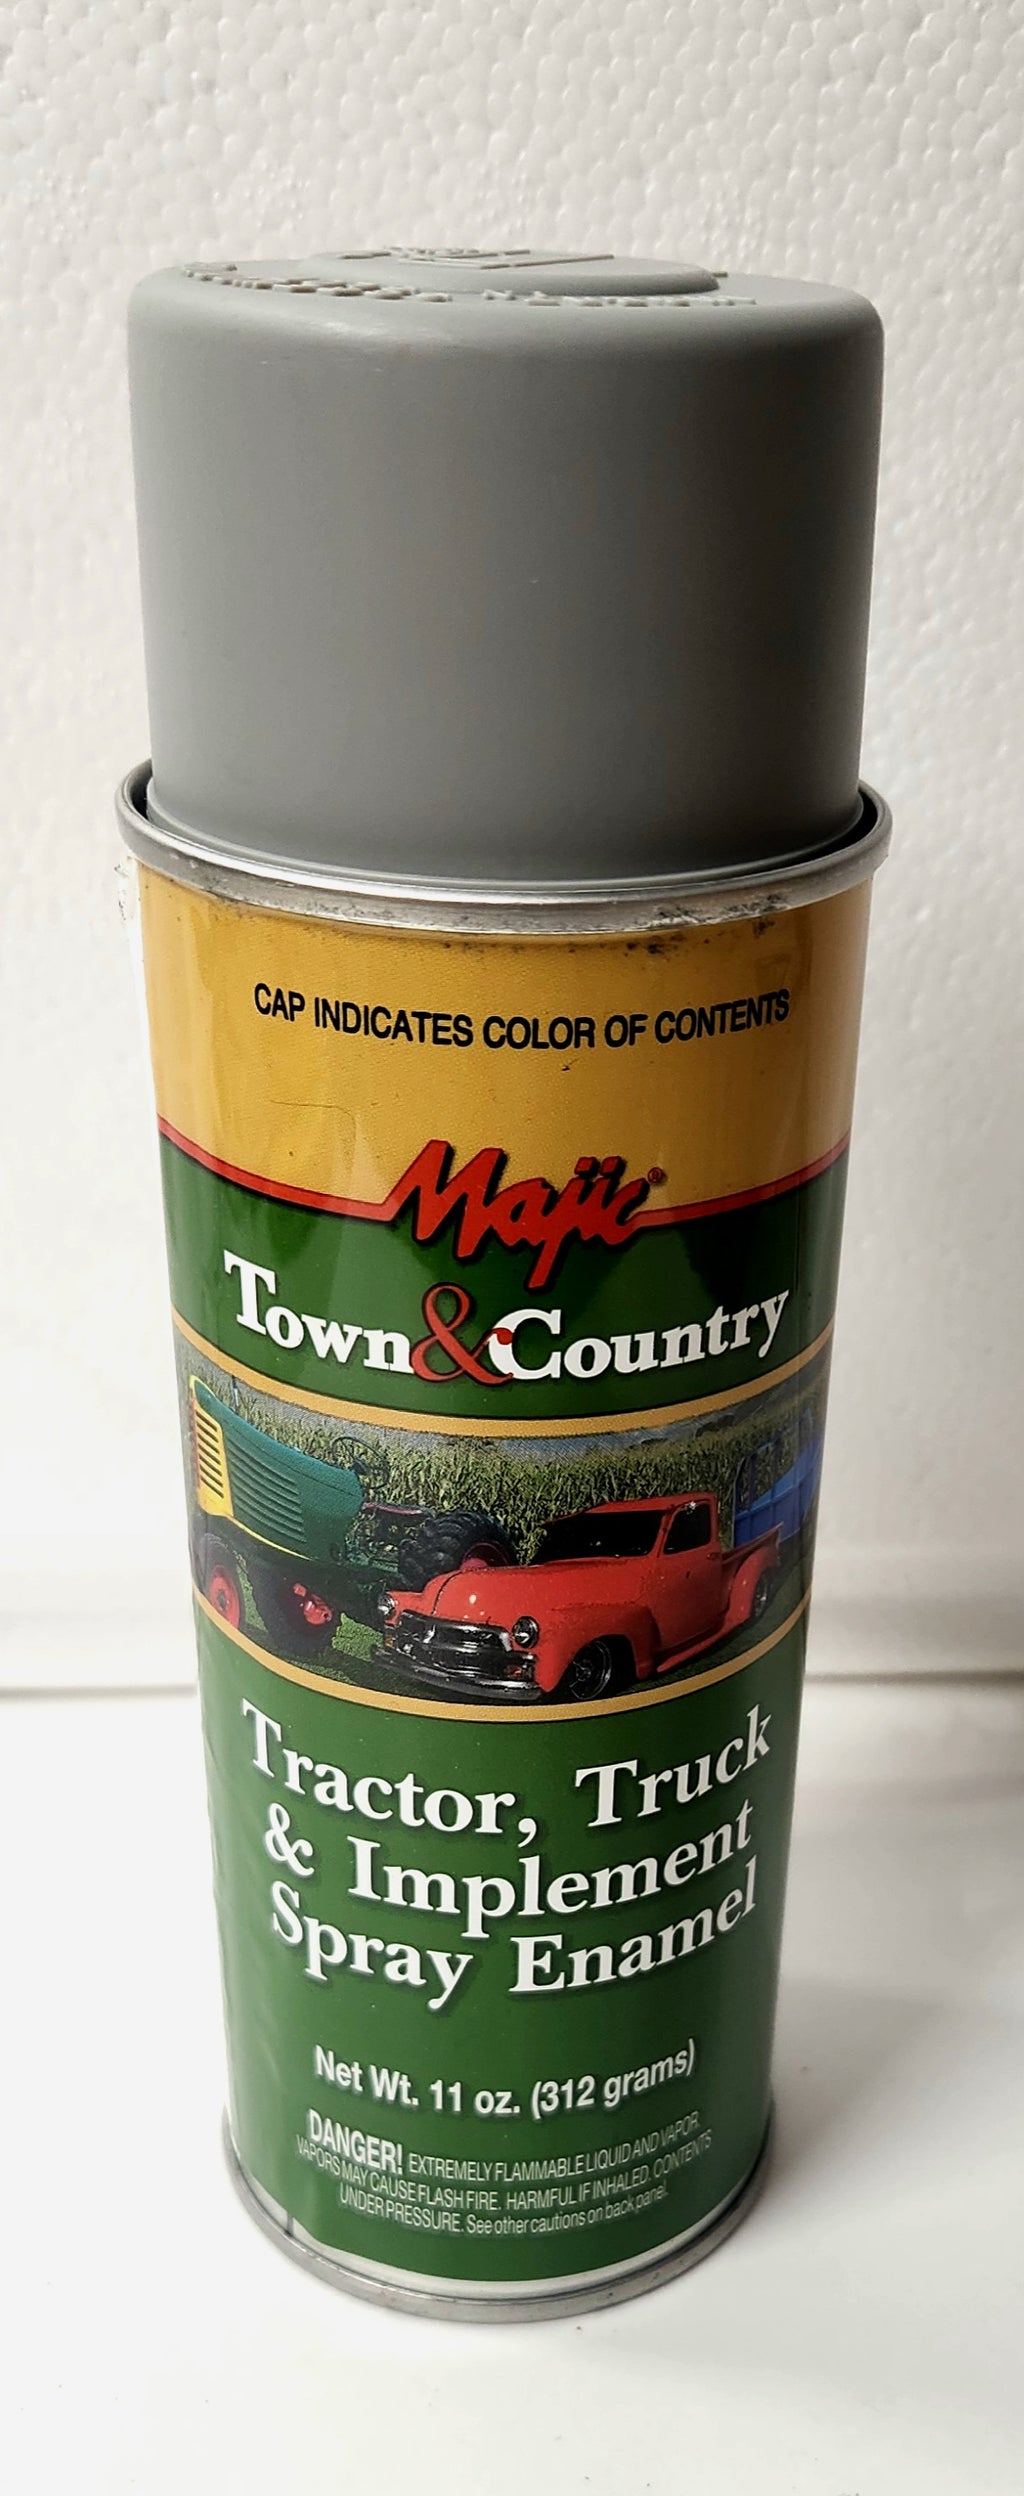 CAP INDICATES COLOR OF CONTENTS
Majic®
Town&Country
Tractor, Truck
& Implement
Spray Enamel
Net Wt. 11 oz. (312 grams)
DANGER! EXTREMELY FLAMMABLE LIQUID AND VAPOR.
VAPORS MAY CAUSE FLASH FIRE. HARMFUL IF INHALED. CONTENTS
UNDER PRESSURE. See other cautions on back panel.